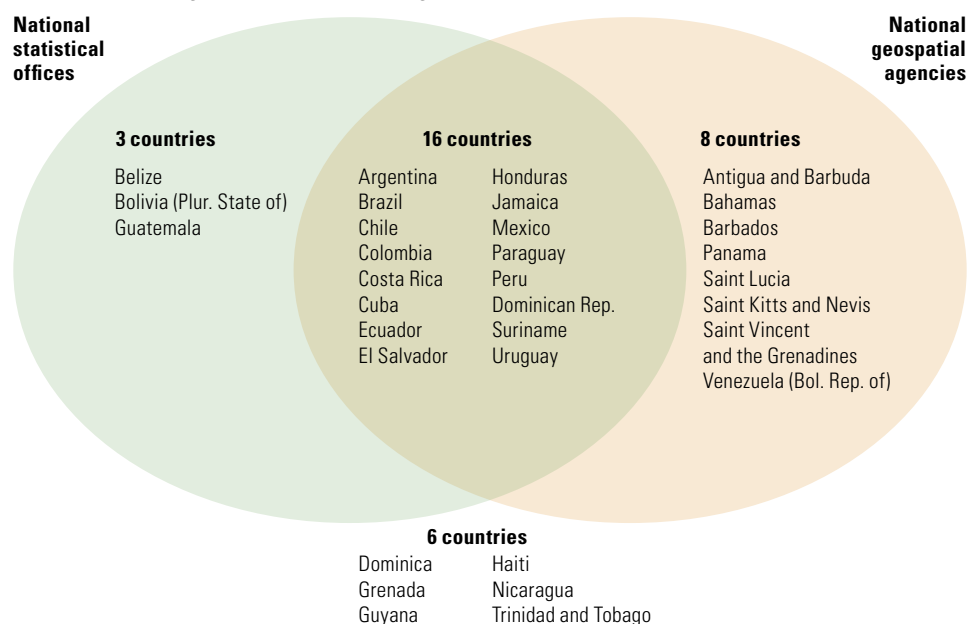 National
statistical
offices
National
geospatial
agencies
3 countries
Belize
Bolivia (Plur. State of)
Guatemala
16 countries
Argentina
Brazil
Chile
Colombia
Costa Rica
Cuba
Ecuador
El Salvador
Honduras
Jamaica
Mexico
Paraguay
Peru
Dominican Rep.
Suriname
Uruguay
8 countries
Antigua and Barbuda
Bahamas
Barbados
Panama
Saint Lucia
Saint Kitts and Nevis
Saint Vincent
and the Grenadines
Venezuela (Bol. Rep. of)
6 countries
Dominica
Grenada
Guyana
Haiti
Nicaragua
Trinidad and Tobago